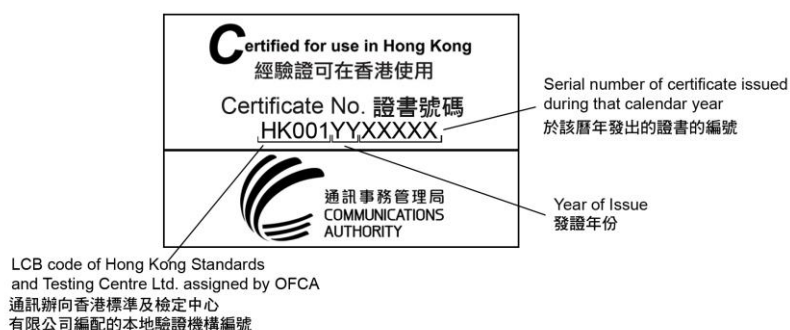 Certified for use in Hong Kong
經驗證可在香港使用
Certificate No. 證書號碼
HK001YYXXXXX
Serial number of certificate issued
during that calendar year
於該曆年發出的證書的編號
通訊事務管理局
COMMUNICATIONS
AUTHORITY
Year of Issue
發證年份
LCB code of Hong Kong Standards
and Testing Centre Ltd. assigned by OFCA
通訊辦向香港標準及檢定中心
有限公司編配的本地驗證機構編號